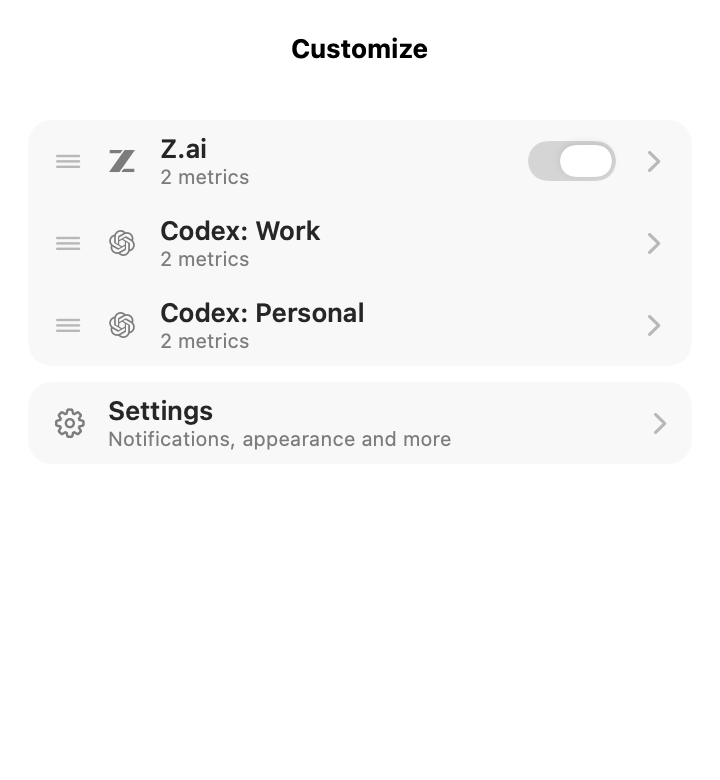 Customize
Z.ai
2 metrics
Codex: Work
2 metrics
Codex: Personal
2 metrics
Settings
Notifications, appearance and more